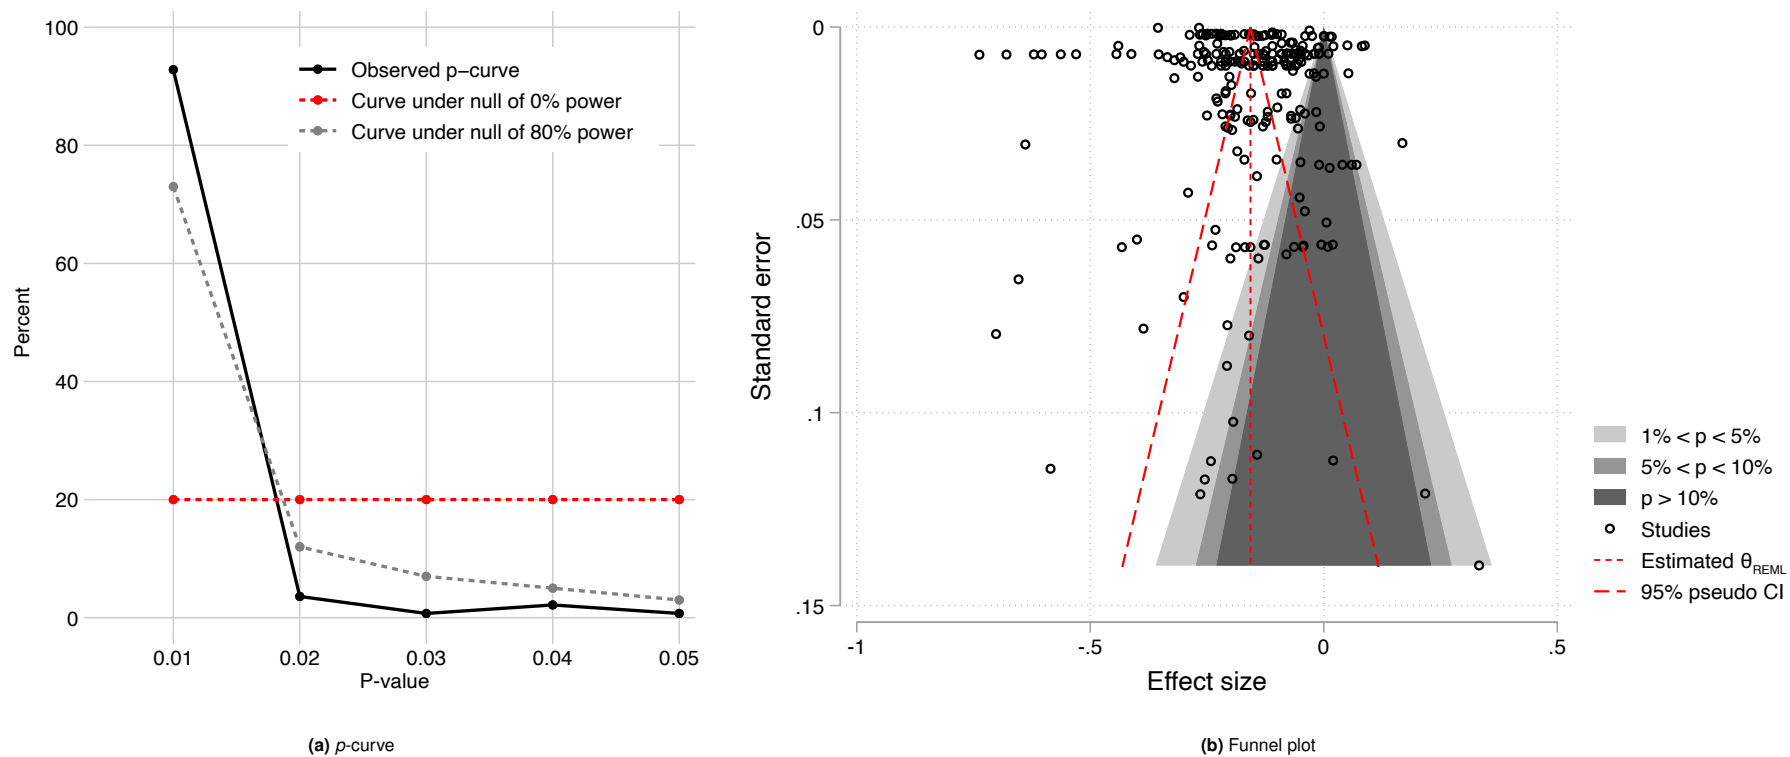 100
80
60
40
20
0
Percent
0.01 0.02 0.03 0.04 0.05
P-value
Observed p−curve
Curve under null of 0% power
Curve under null of 80% power
(a) p-curve
0
.05
.1
.15
Standard error
-1 -.5 0 .5
Effect size
1% < p < 5%
5% < p < 10%
p > 10%
Studies
Estimated θREML
95% pseudo CI
(b) Funnel plot